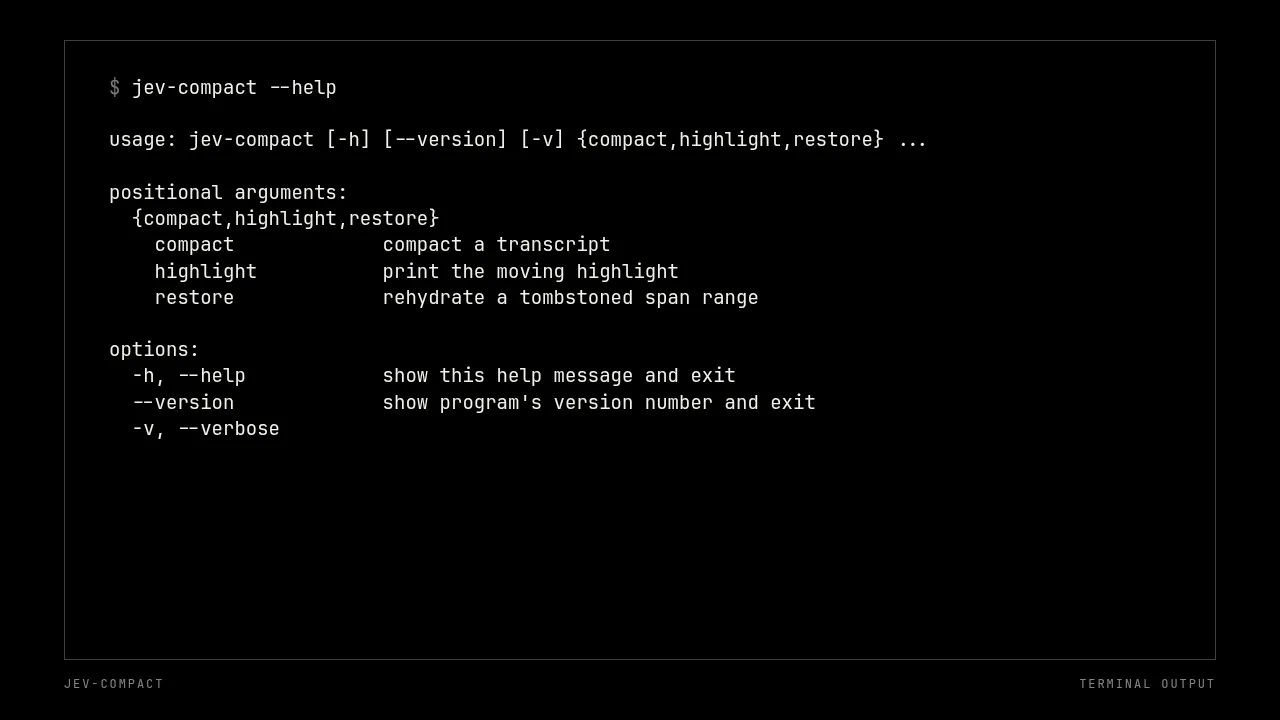 $ jev-compact --help
usage: jev-compact [-h] [--version] [-v] {compact,highlight,restore} ...
positional arguments:
  {compact,highlight,restore}
    compact             compact a transcript
    highlight           print the moving highlight
    restore             rehydrate a tombstoned span range
options:
  -h, --help            show this help message and exit
  --version             show program's version number and exit
  -v, --verbose
JEV-COMPACT
TERMINAL OUTPUT